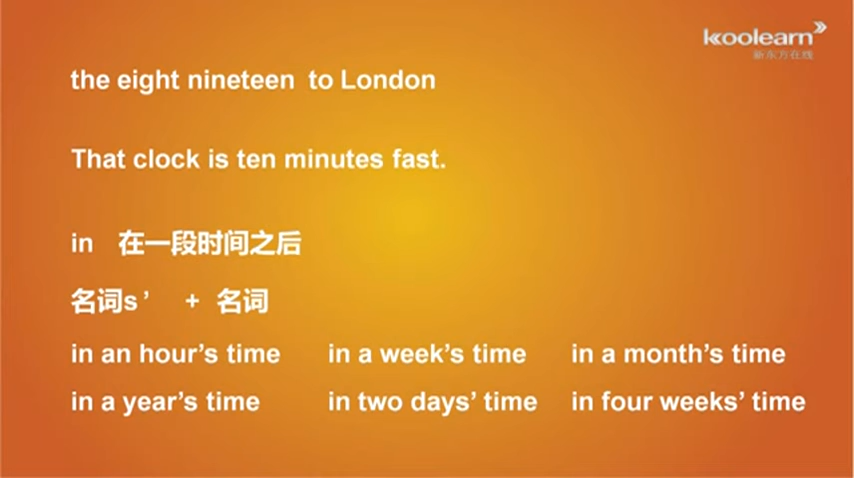 koolearn
新东方在线
the eight nineteen to London
That clock is ten minutes fast.
in 在一段时间之后
名词s’ + 名词
in an hour’s time in a week’s time in a month’s time
in a year’s time in two days’ time in four weeks’ time